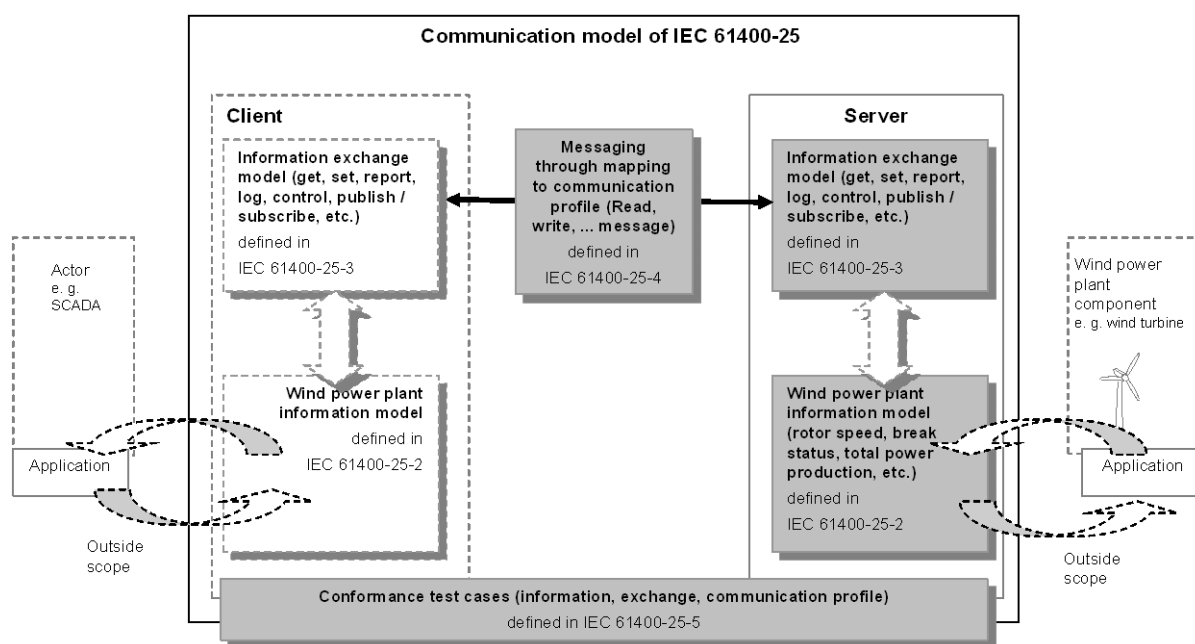 Communication model of IEC 61400-25
Client
Information exchange
model (get, set, report,
log, control, publish /
subscribe, etc.)
defined in
IEC 61400-25-3
Messaging
through mapping
to communication
profile (Read,
write, ... message)
defined in
IEC 61400-25-4
Server
Information exchange
model (get, set, report,
log, control, publish /
subscribe, etc.)
defined in
IEC 61400-25-3
Actor
e. g.
SCADA
Wind power
plant
component
e. g. wind turbine
Wind power plant
information model
defined in
IEC 61400-25-2
Wind power plant
information model
(rotor speed, break
status, total power
production, etc.)
defined in
IEC 61400-25-2
Application
Application
Outside
scope
Outside
scope
Conformance test cases (information, exchange, communication profile)
defined in IEC 61400-25-5